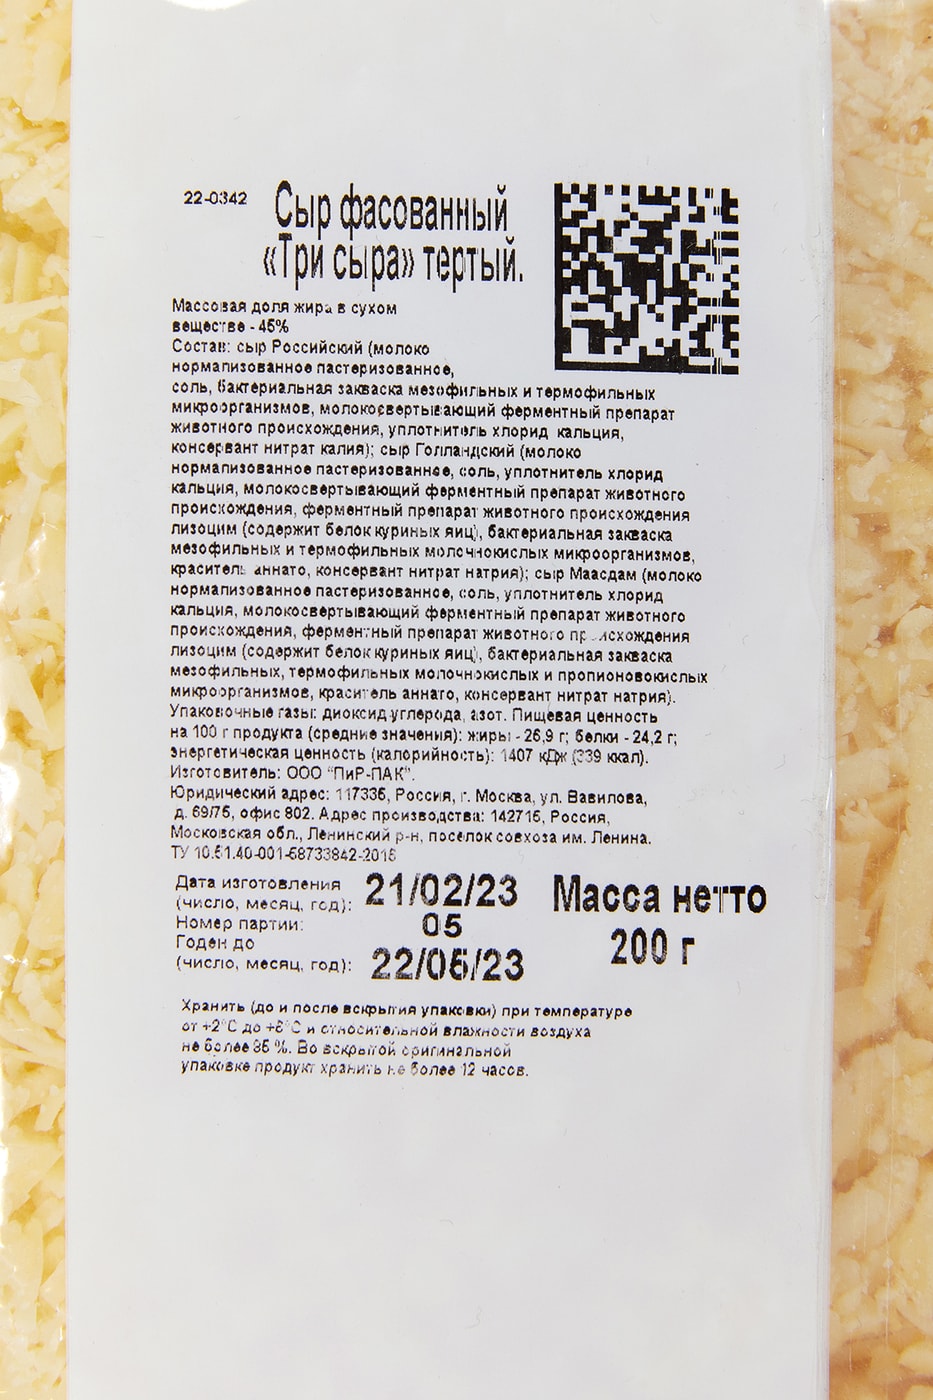 22-0342
Сыр фасованный
«Три сыра» тертый.
Массовая доля жира в сухом
веществе - 45%
Состав: сыр Российский (молоко
нормализованное пастеризованное,
соль, бактериальная закваска мезофильных и термофильных
микроорганизмов, молокосвертывающий ферментный препарат
животного происхождения, уплотнитель хлорид кальция,
консервант нитрат калия); сыр Голландский (молоко
нормализованное пастеризованное, соль, уплотнитель хлорид
кальция, молокосвертывающий ферментный препарат животного
происхождения, ферментный препарат животного происхождения
лизоцим (содержит белок куриных яиц), бактериальная закваска
мезофильных и термофильных молочнокислых микроорганизмов,
краситель аннато, консервант нитрат натрия); сыр Маасдам (молоко
нормализованное пастеризованное, соль, уплотнитель хлорид
кальция, молокосвертывающий ферментный препарат животного
происхождения, ферментный препарат животного происхождения
лизоцим (содержит белок куриных яиц), бактериальная закваска
мезофильных, термофильных молочнокислых и пропионовокислых
микроорганизмов, краситель аннато, консервант нитрат натрия).
Упаковочные газы: диоксид углерода, азот. Пищевая ценность
на 100 г продукта (средние значения): жиры - 26,9 г; белки - 24,2 г;
энергетическая ценность (калорийность): 1407 кДж (339 ккал).
Изготовитель: ООО "ПиР-ПАК".
Юридический адрес: 117335, Россия, г. Москва, ул. Вавилова,
д. 69/75, офис 802. Адрес производства: 142715, Россия,
Московская обл., Ленинский р-н, поселок совхоза им. Ленина.
ТУ 10.51.40-001-68733842-2016
Дата изготовления
(число, месяц, год): 21/02/23
Номер партии: 05
Годен до
(число, месяц, год): 22/06/23
Масса нетто
200 г
Хранить (до и после вскрытия упаковки) при температуре
от +2°С до +6°С и относительной влажности воздуха
не более 85 %. Во вскрытой оригинальной
упаковке продукт хранить не более 12 часов.